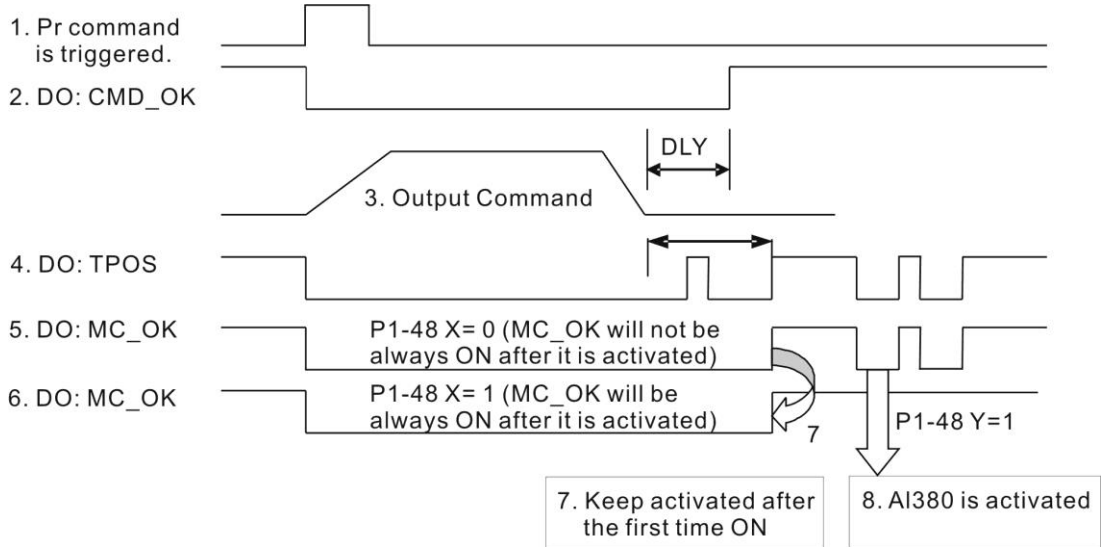 1. Pr command
is triggered.
2. DO: CMD_OK
DLY
3. Output Command
4. DO: TPOS
5. DO: MC_OK
P1-48 X= 0 (MC_OK will not be
always ON after it is activated)
6. DO: MC_OK
P1-48 X= 1 (MC_OK will be
always ON after it is activated)
7
P1-48 Y=1
7. Keep activated after
the first time ON
8. Al380 is activated